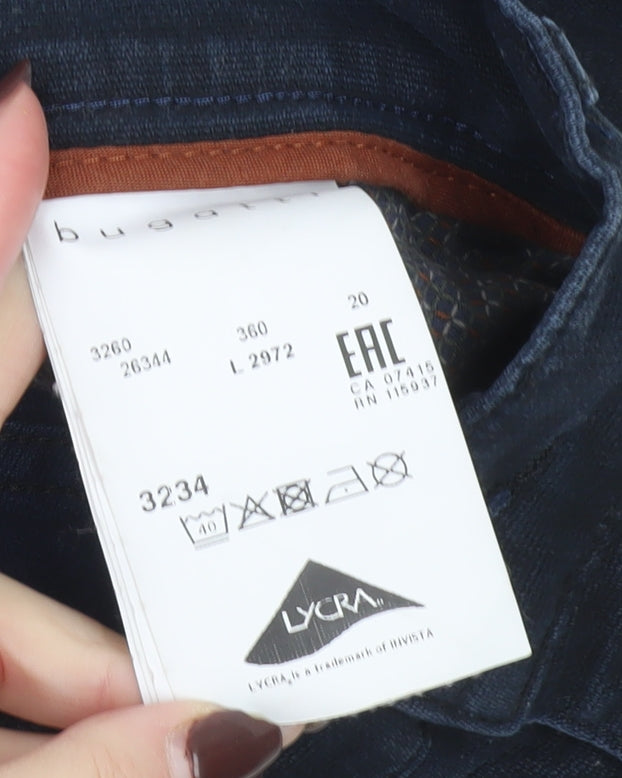 bugatti
20
3260 360 EAC
26344 L 2972 CA 07415
RN 115937
3234
40
LYCRA
LYCRA® is a trademark of INVISTA